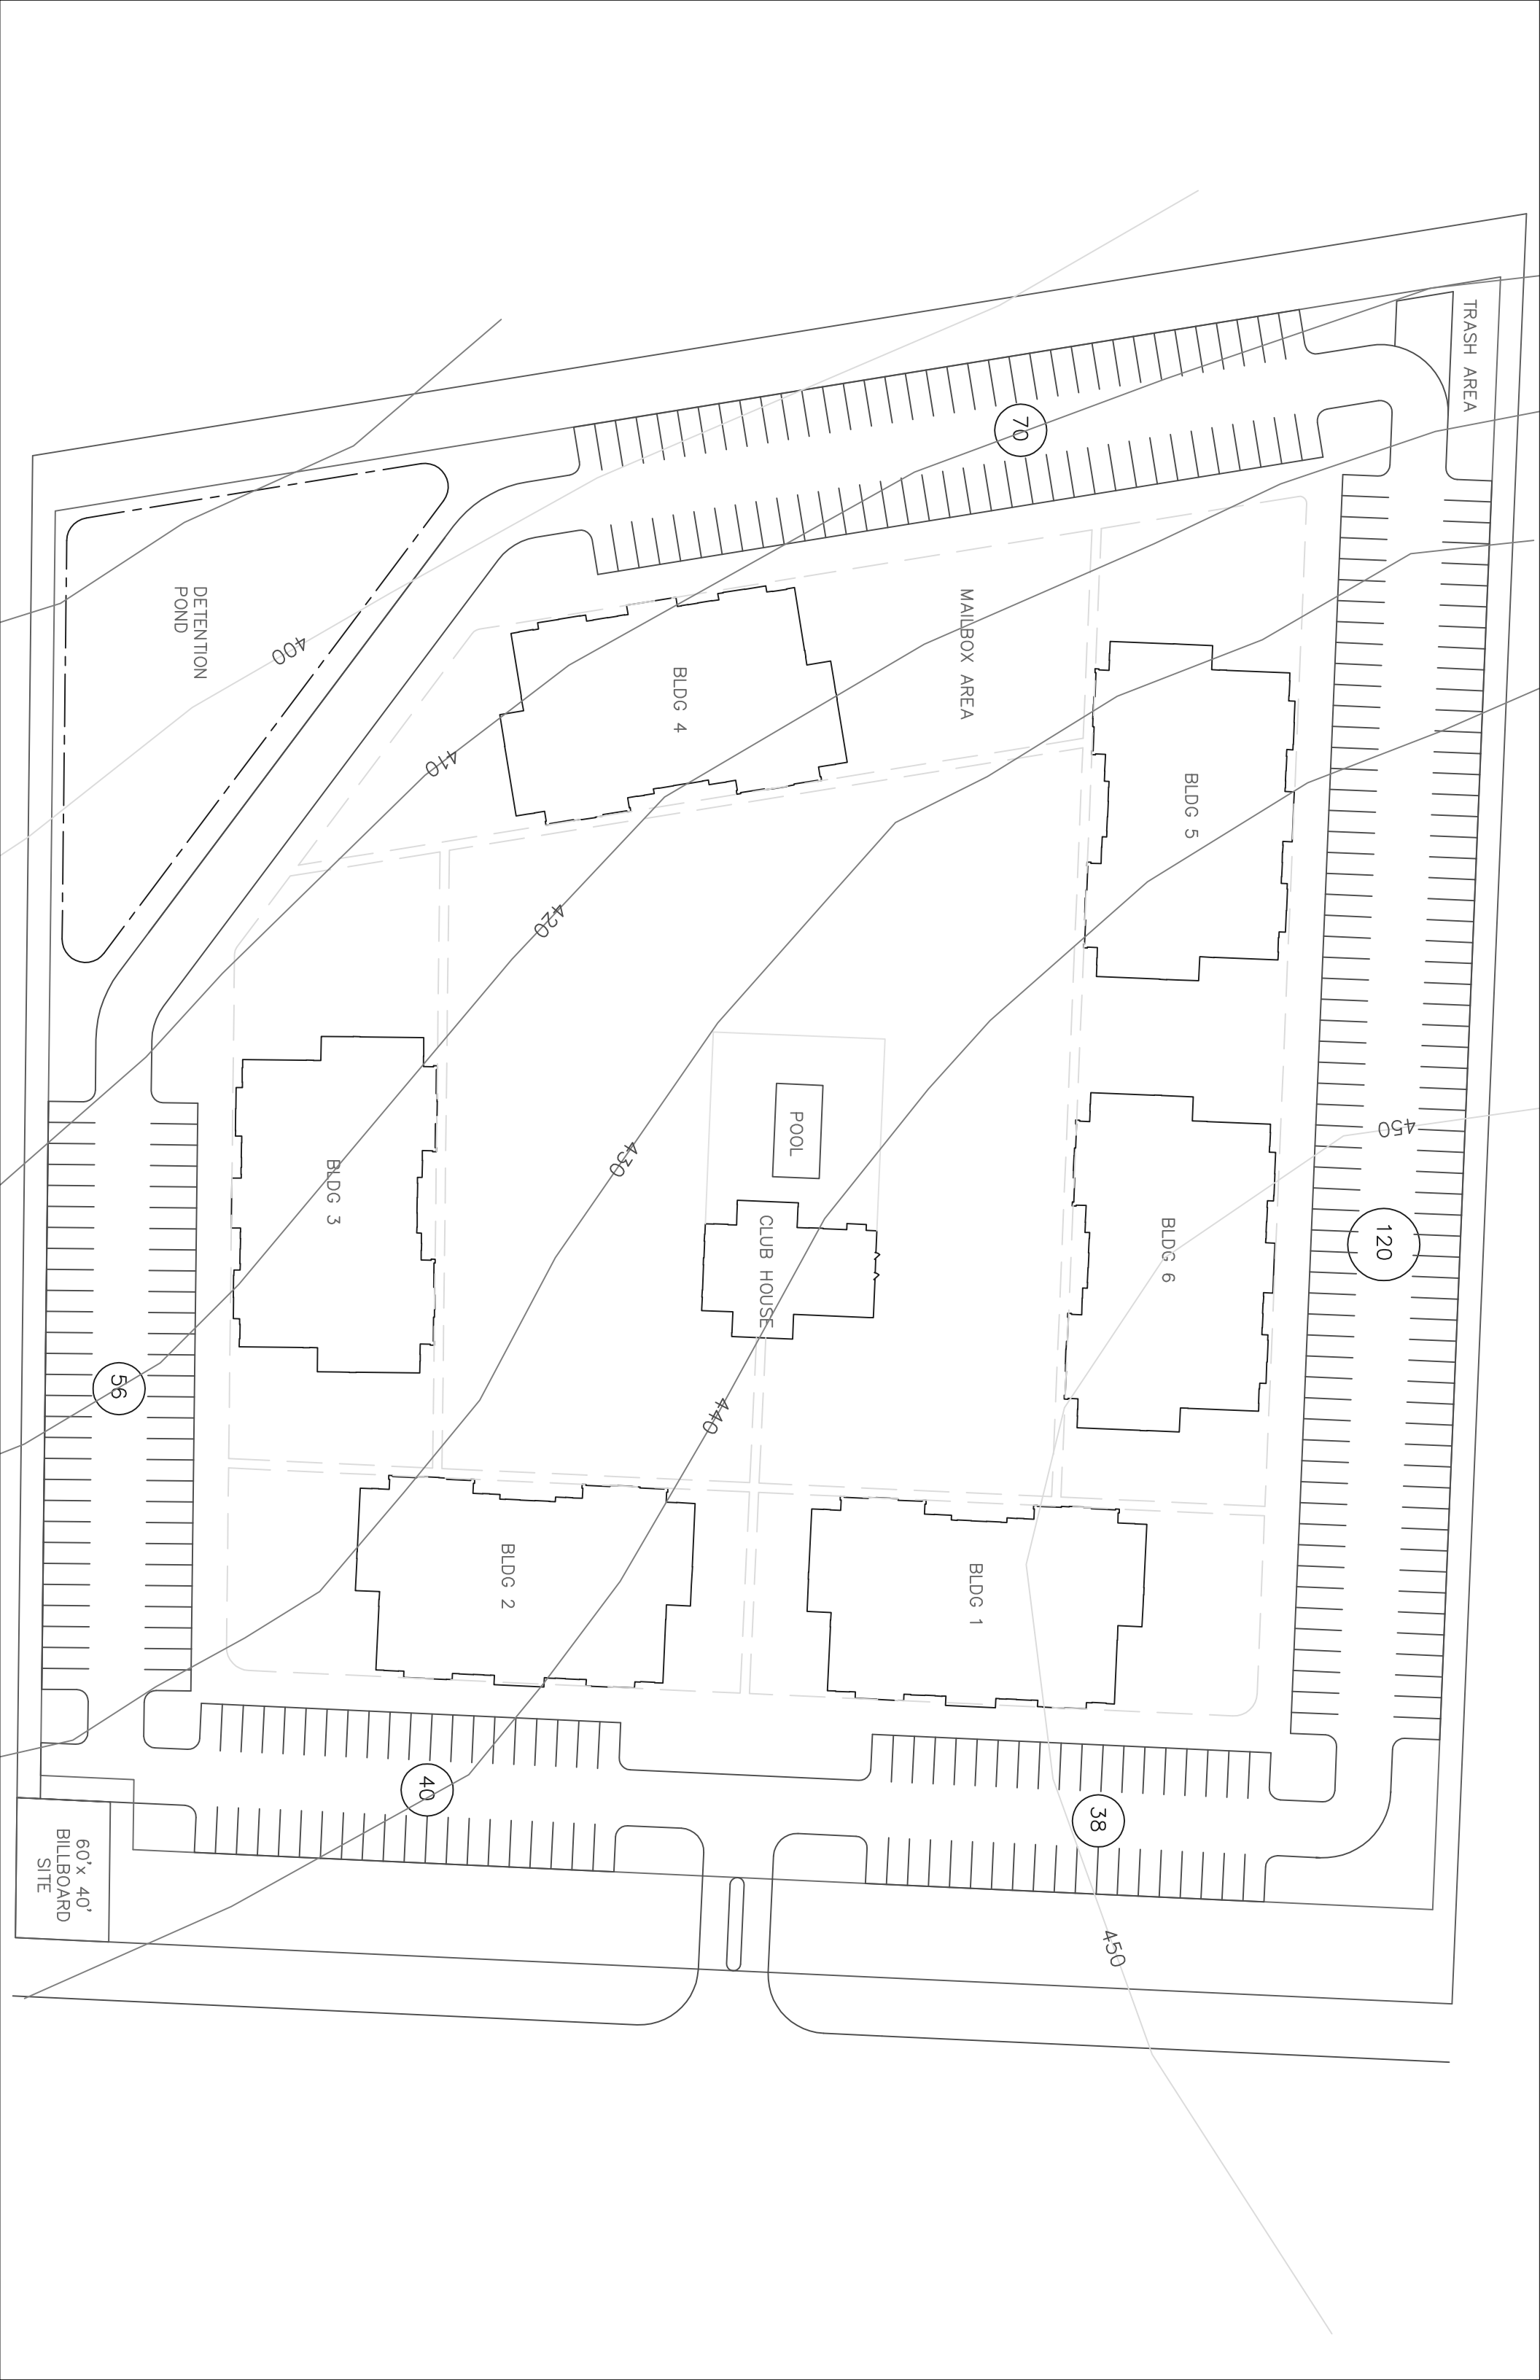 TRASH AREA
70
DETENTION
POND
400
MAILBOX AREA
BLDG 4
410
BLDG 5
420
POOL
450
430
BLDG 3
CLUB HOUSE
BLDG 6
120
56
440
BLDG 2
BLDG 1
40
38
60'x 40'
BILLBOARD
SITE
450